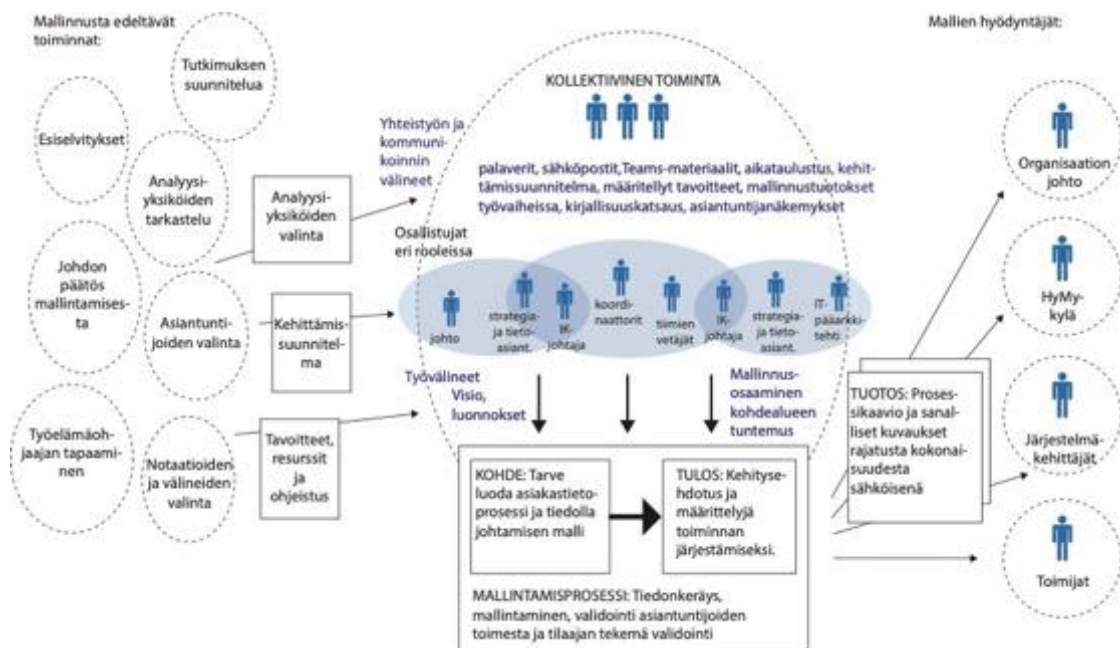 Mallinnusta edeltävät
toiminnat:
Tutkimuksen
suunnitelua
Esiselvitykset
Analyysi-
yksiköiden
tarkastelu
Johdon
päätös
mallintamises-
ta
Asiantunti-
joiden valinta
Työelämäoh-
jaajan tapaami-
nen
Notaatioiden
ja välineiden
valinta
Analyysi-
yksiköiden
valinta
Kehittämis-
suunnitel-
ma
Tavoitteet,
resurssit
ja
ohjeistus
Yhteistyön ja
kommuni-
koinnin
välineet
KOLLEKTIIVINEN TOIMINTA
palaverit, sähköpostit,Teams-materiaalit, aikataulustus, kehit-
tämissuunnitelma, määritellyt tavoitteet, mallinnustuotokset
työvaiheissa, kirjallisuuskatsaus, asiantuntijanäkemykset
Osallistujat
eri rooleissa
johto
strategia-
ja tieto-
asiant.
IK-
johtaja
koordi-
naattorit
tiimien
vetäjät
IK-
johtaja
strategia-
ja tieto-
asiant.
IT-
pääarkki-
tehti
Työvälineet
Visio,
luonnokset
Mallinnus-
osaaminen
kohdealueen
tuntemus
KOHDE: Tarve
luoda asiakastieto-
prosessi ja tiedolla
johtamisen malli
TULOS: Kehityse-
hdotus ja
määrittelyjä
toiminnan
järjestämiseksi.
MALLINTAMISPROSESSI: Tiedonkeräys,
mallintaminen, validointi asiantuntijoiden
toimesta ja tilaajan tekemä validointi
TUOTOS: Proses-
sikaavio ja sanal-
liset kuvaukset
rajatusta kokonai-
suudesta
sähköisenä
Mallien hyödyntäjät:
Organisaation
johto
HyMy-
kylä
Järjestelmä-
kehittäjät
Toimijat